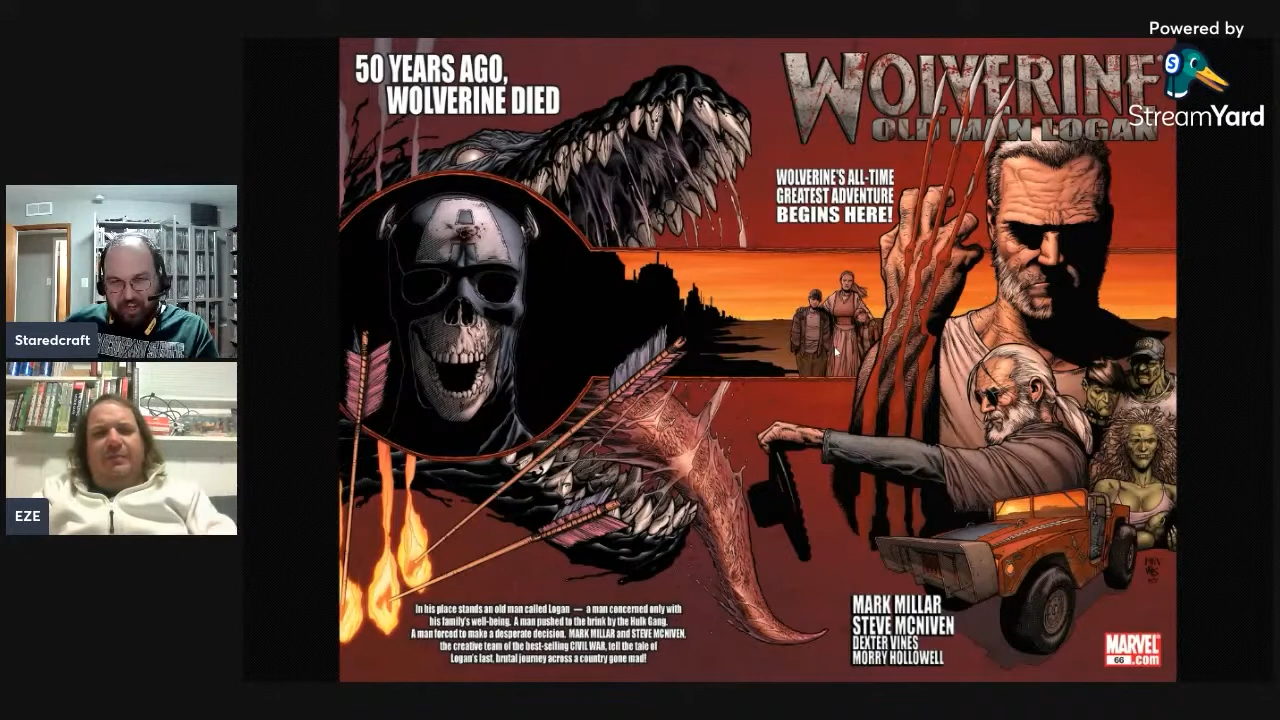 Powered by
StreamYard
50 YEARS AGO,
WOLVERINE DIED
WOLVERINE
OLD MAN LOGAN
WOLVERINE'S ALL-TIME
GREATEST ADVENTURE
BEGINS HERE!
Staredcraft
EZE
In his place stands an old man called Logan — a man concerned only with
his family's well-being. A man pushed to the brink by the Hulk Gang.
A man forced to make a desperate decision. MARK MILLAR and STEVE MCNIVEN,
the creative team of the best-selling CIVIL WAR, tell the tale of
Logan's last, brutal journey across a country gone mad!
MARK MILLAR
STEVE MCNIVEN
DEXTER VINES
MORRY HOLLOWELL
MARVEL
66 .com